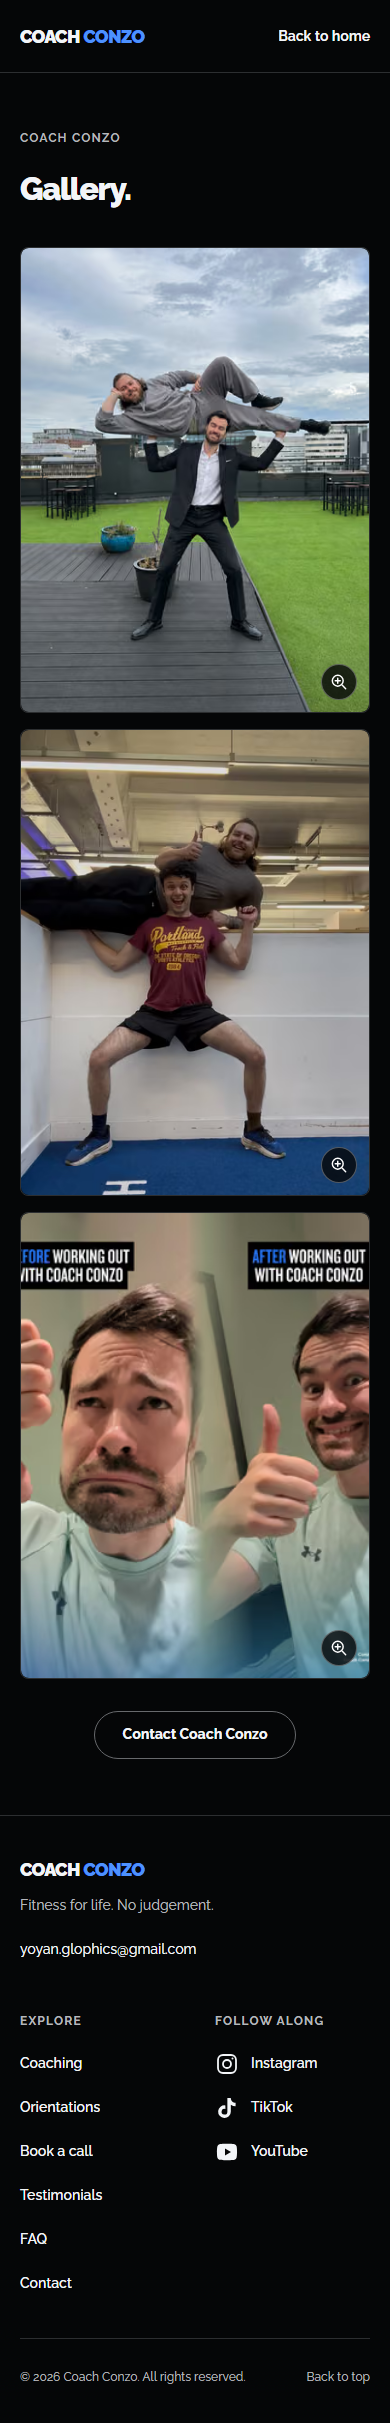 COACH CONZO
Back to home
COACH CONZO
Gallery.
Portland
Track & Field
1984
FORE WORKING OUT
WITH COACH CONZO
AFTER WORKING OUT
WITH COACH CONZO
Contact Coach Conzo
COACH CONZO
Fitness for life. No judgement.
yoyan.glophics@gmail.com
EXPLORE
FOLLOW ALONG
Coaching
Instagram
Orientations
TikTok
Book a call
YouTube
Testimonials
FAQ
Contact
© 2026 Coach Conzo. All rights reserved.
Back to top